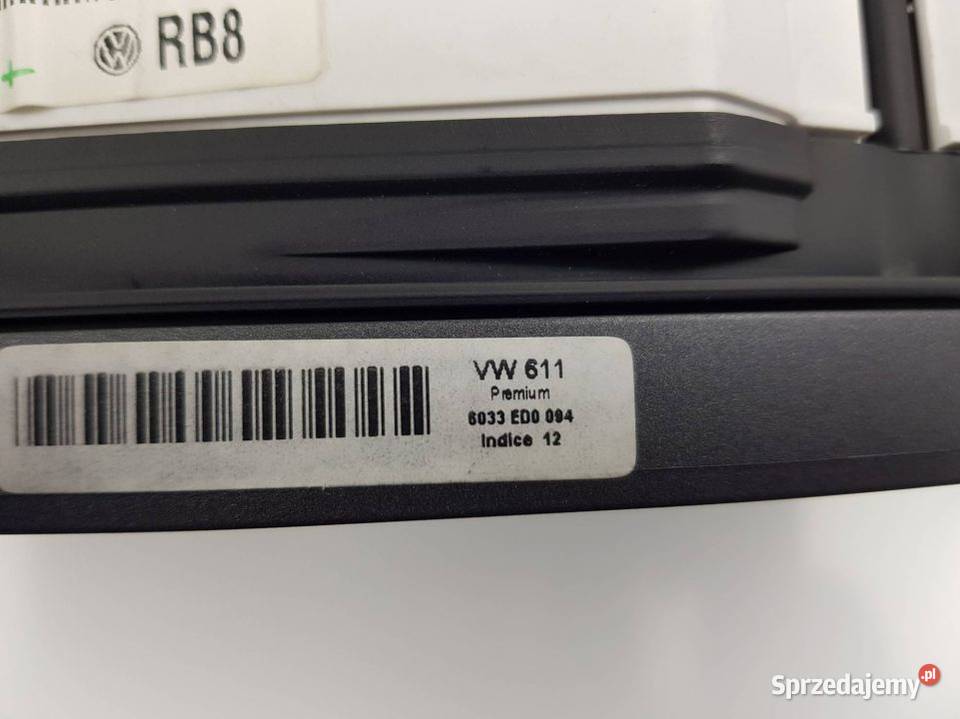 RB8
VW 611
Premium
6033 ED0 094
Indice 12
Sprzedajemy.pl